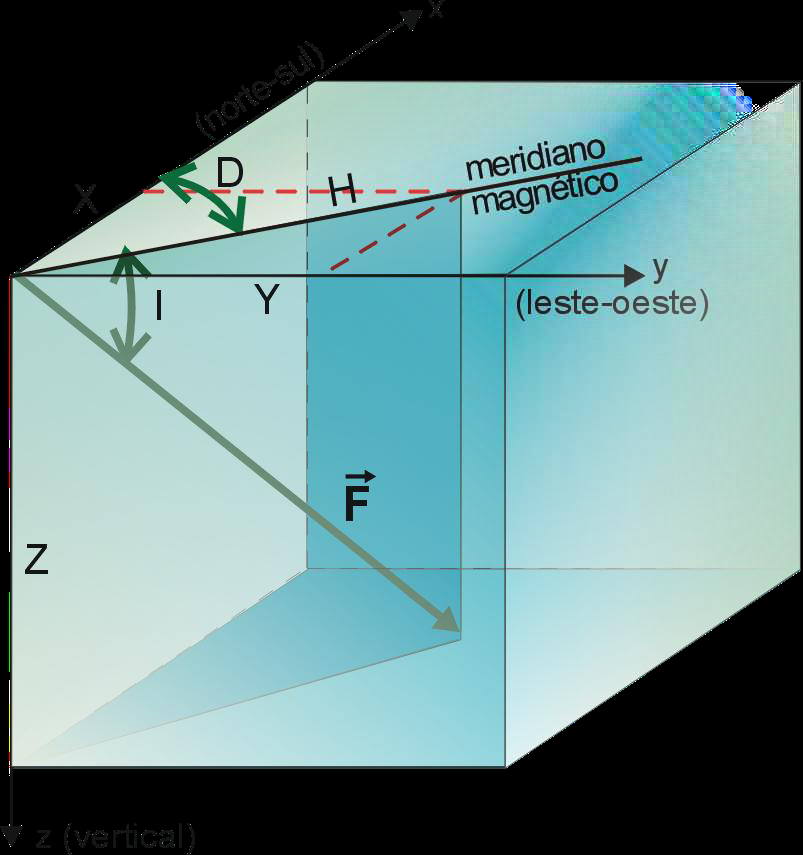 x
(norte-sul)
D
X
H
meridiano
magnético
y
I
Y
(leste-oeste)
F
Z
z (vertical)